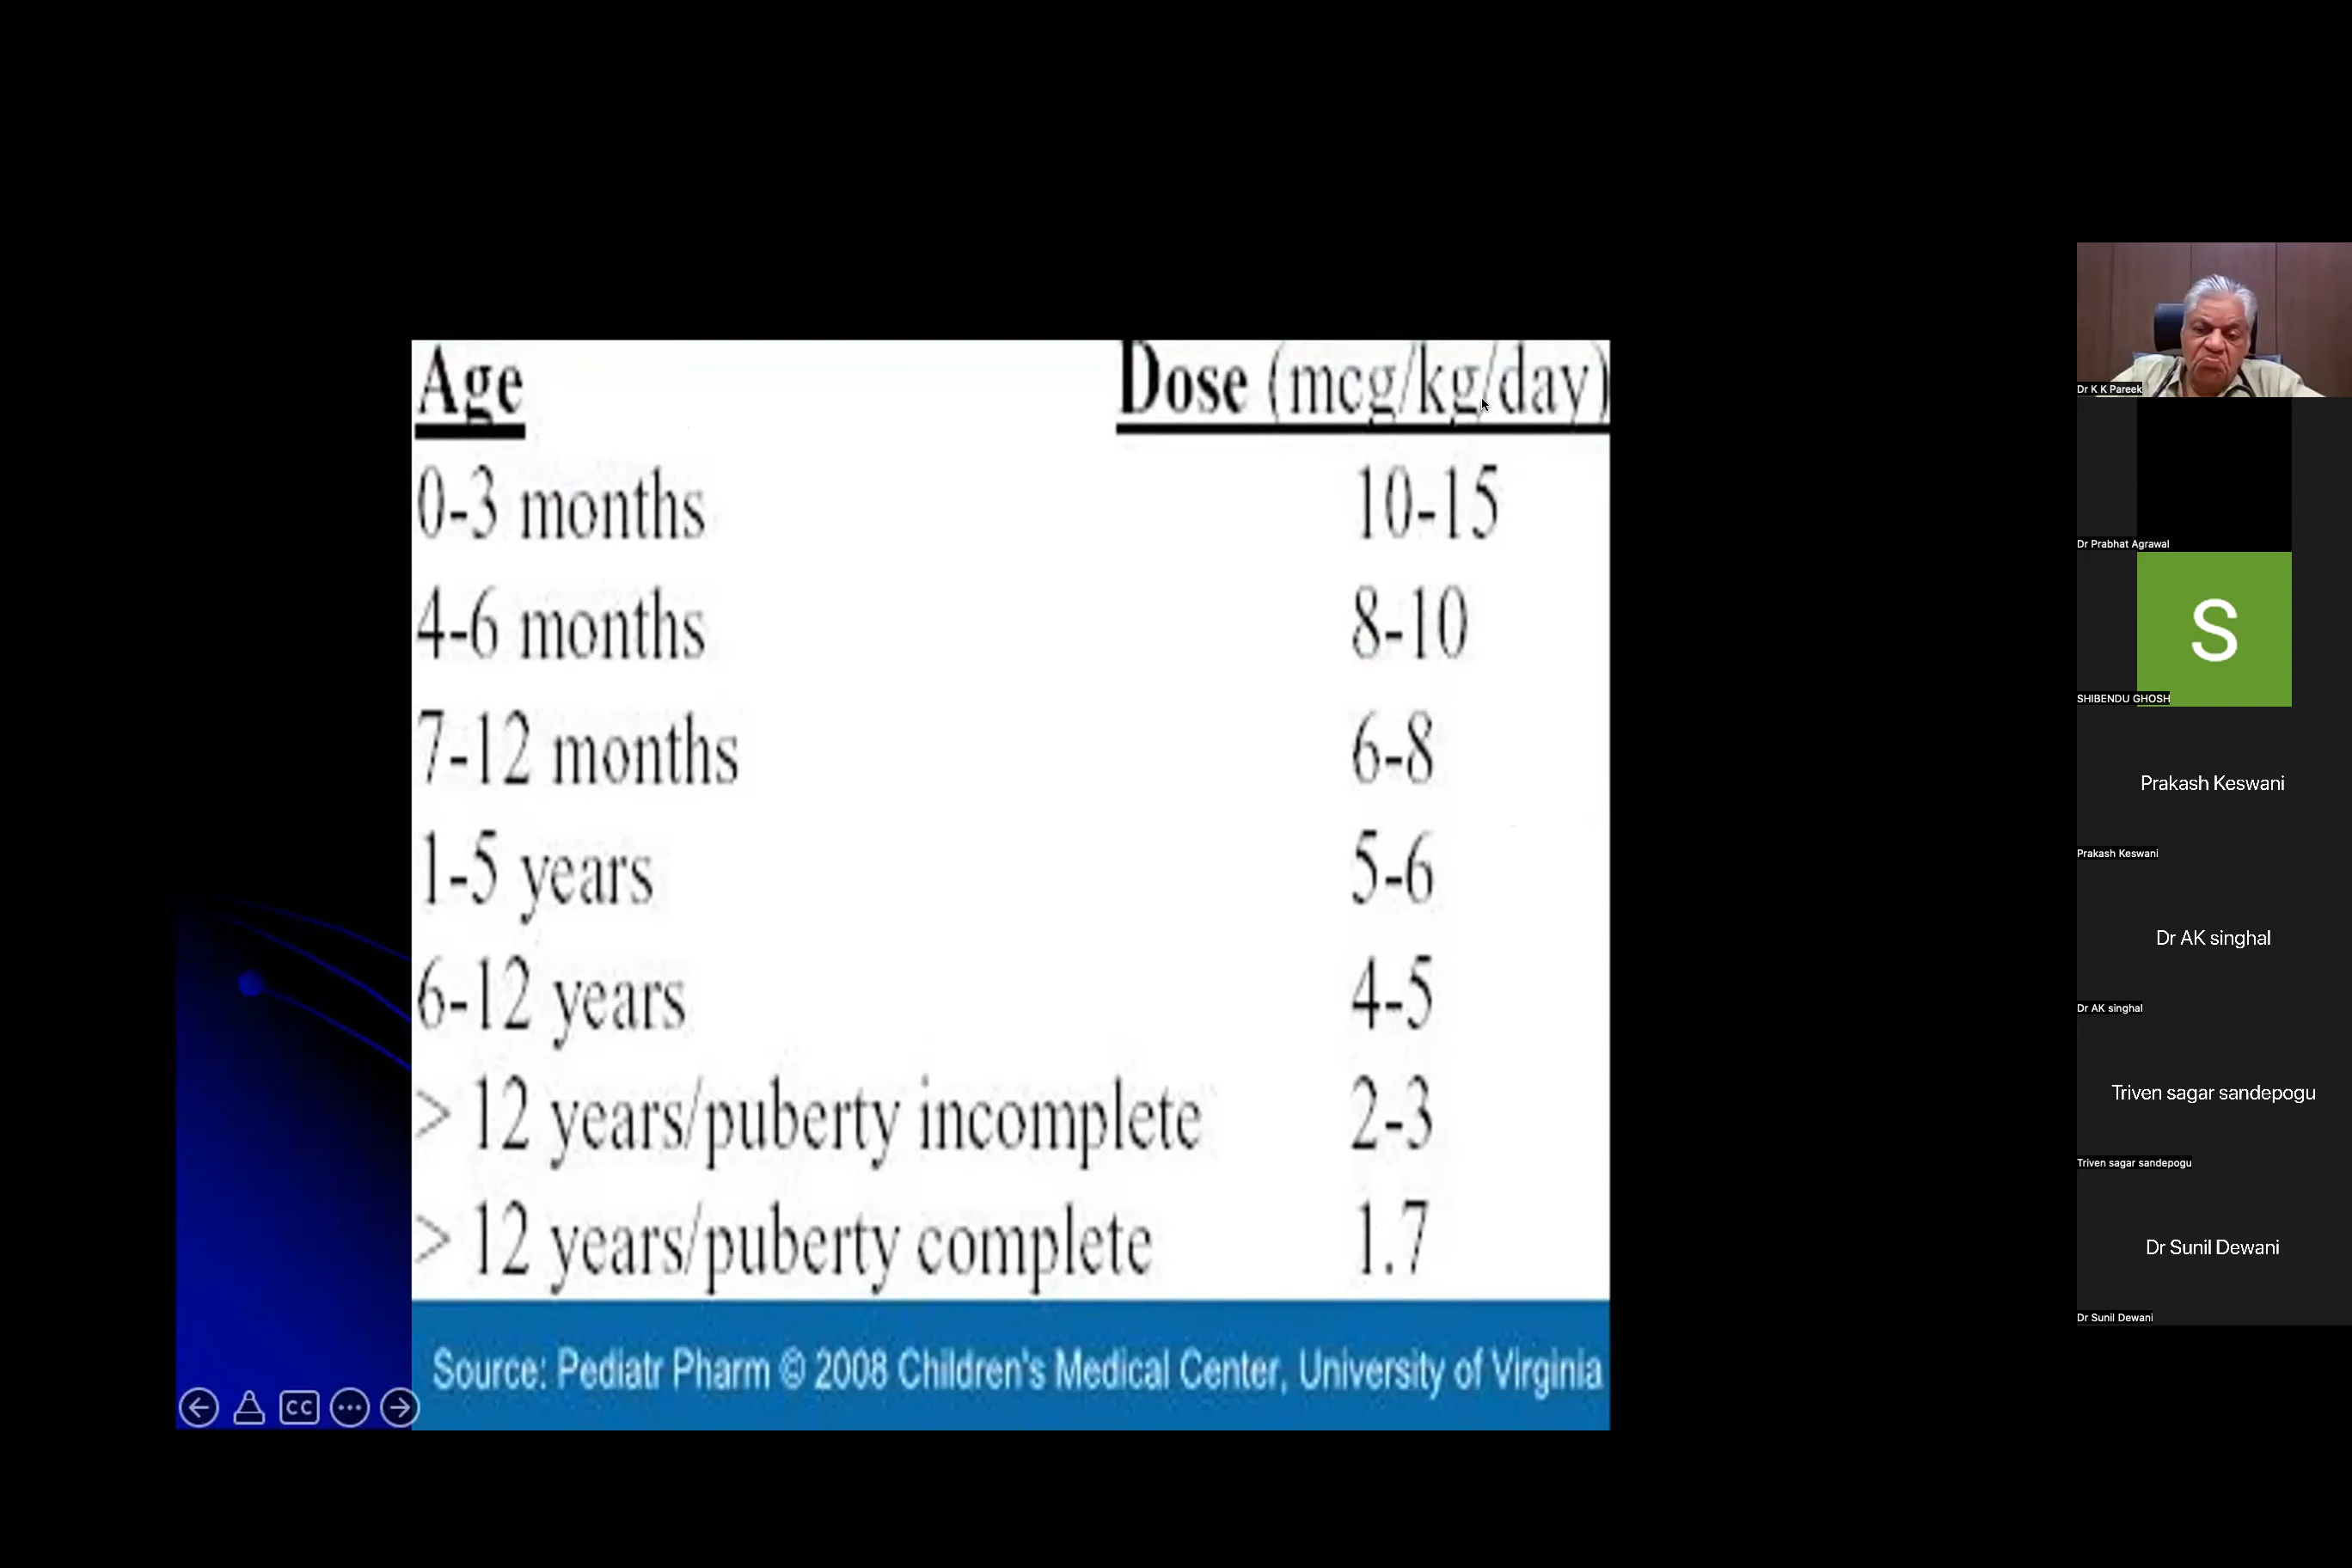 Age Dose (mcg/kg/day)
0-3 months 10-15
4-6 months 8-10
7-12 months 6-8
1-5 years 5-6
6-12 years 4-5
> 12 years/puberty incomplete 2-3
> 12 years/puberty complete 1.7
Source: Pediatr Pharm © 2008 Children's Medical Center, University of Virginia
CC
Dr K K Pareek
Dr Prabhat Agrawal
S
SHIBENDU GHOSH
Prakash Keswani
Prakash Keswani
Dr AK singhal
Dr AK singhal
Triven sagar sandepogu
Triven sagar sandepogu
Dr Sunil Dewani
Dr Sunil Dewani